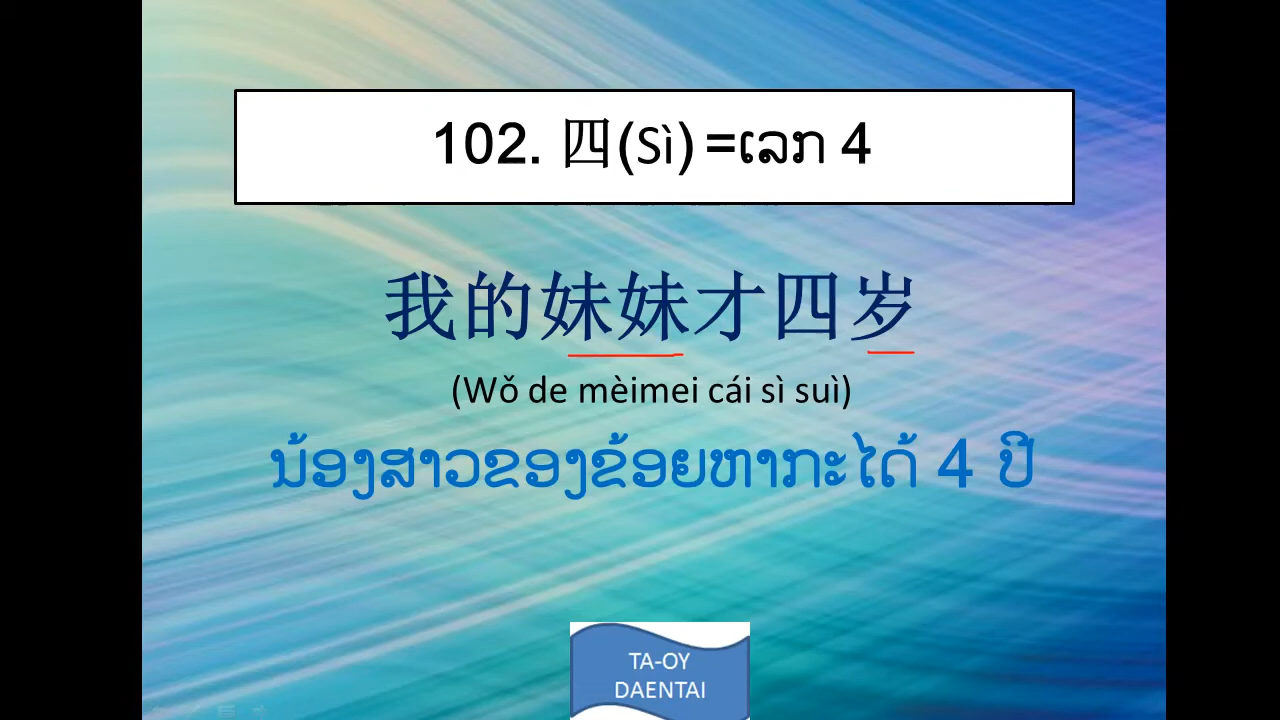 102. 四(Sì) =ເລກ 4
我的妹妹才四岁
(Wǒ de mèimei cái sì suì)
ນ້ອງສາວຂອງຂ້ອຍຫາກະໄດ້ 4 ປີ
TA-OY
DAENTAI